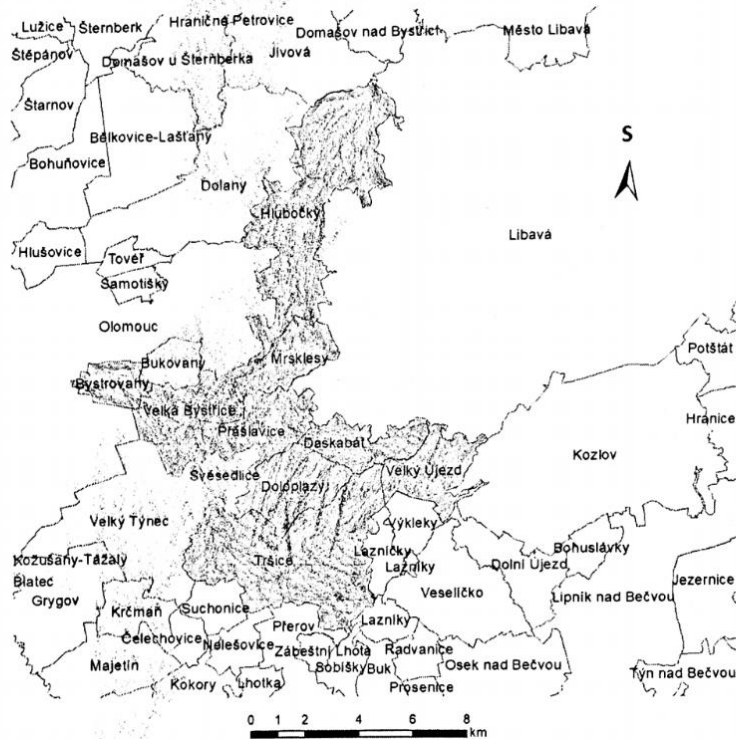 Hraničné Petrovice
Lužice
Šternberk
Domašov nad Bystřicí
Město Libavá
Štěpánov
Domašov u Šternberka
Jívová
Štarnov
Bělkovice-Lašťany
S
Bohuňovice
Dolany
Hlubočky
Libavá
Hlušovice
Tovéř
Samotišky
Olomouc
Mrsklesy
Potštát
Bukovany
Bystrovany
Velká Bystřice
Hranice
Přáslavice
Daskabát
Kozlov
Svésedlice
Velký Újezd
Doloplazy
Velký Týnec
Výkleky
Lazníčky
Bohuslávky
Kožušany-Tážaly
Tršice
Lazníky
Dolní Újezd
Blatec
Jezernice
Grygov
Veselíčko
Lipník nad Bečvou
Krčmaň
Suchonice
Přerov
Lazníky
Čelechovice
Nelešovice
Zábeštní Lhota
Radvanice
Majetín
Sobíšky
Buk
Osek nad Bečvou
Týn nad Bečvou
Kokory
Lhotka
Prosenice
0 1 2 4 6 8
km